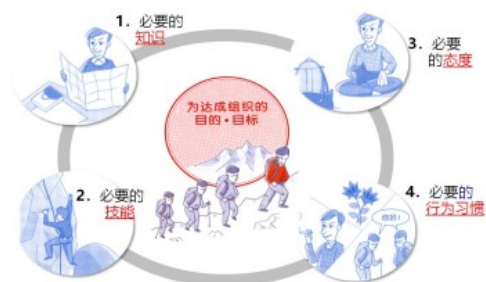 1. 必要的
知识
3. 必要
的态度
为达成组织的
目的·目标
2. 必要的
技能
4. 必要的
行为习惯
你好!